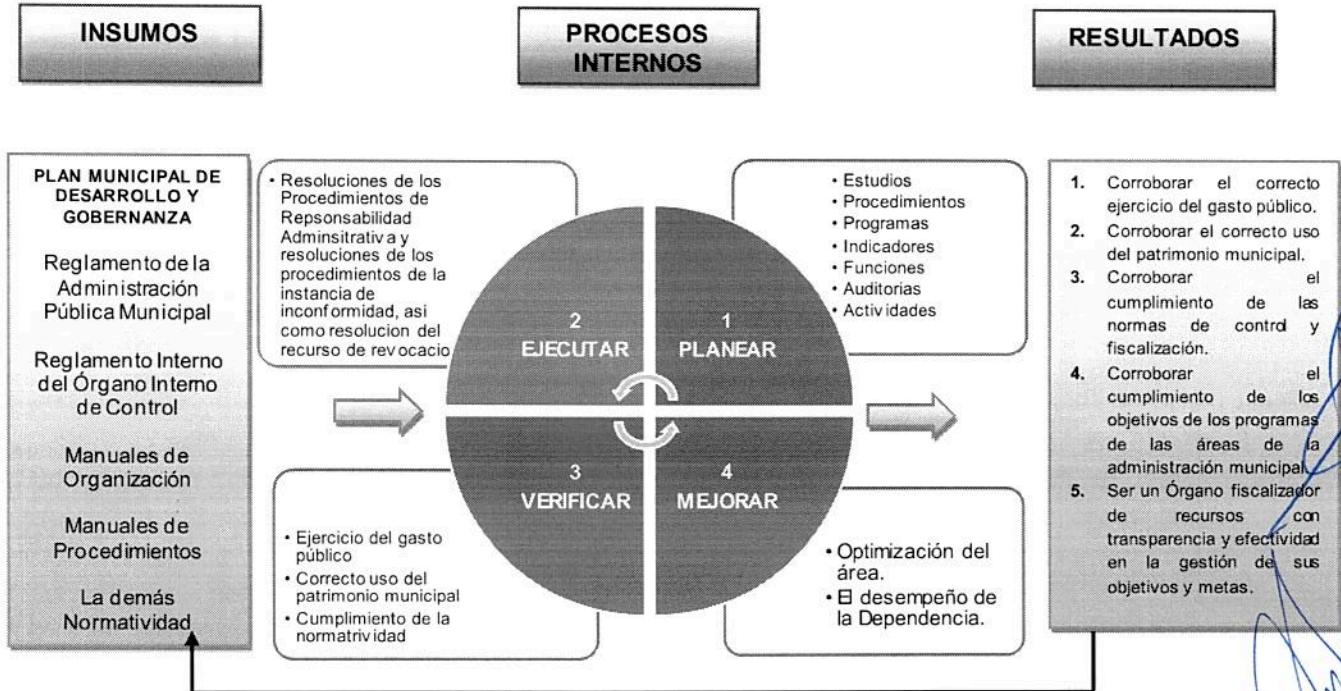 INSUMOS
PROCESOS
INTERNOS
RESULTADOS
PLAN MUNICIPAL DE
DESARROLLO Y
GOBERNANZA
Reglamento de la
Administración
Pública Municipal
Reglamento Interno
del Órgano Interno
de Control
Manuales de
Organización
Manuales de
Procedimientos
La demás
Normatividad
• Resoluciones de los
Procedimientos de
Repsonsabilidad
Adminsitrativa y
resoluciones de los
procedimientos de la
instancia de
inconformidad, asi
como resolucion del
recurso de revocacio
• Estudios
• Procedimientos
• Programas
• Indicadores
• Funciones
• Auditorias
• Actividades
2
EJECUTAR
1
PLANEAR
3
VERIFICAR
4
MEJORAR
• Ejercicio del gasto
público
• Correcto uso del
patrimonio municipal
• Cumplimiento de la
normatrividad
• Optimización del
área.
• El desempeño de
la Dependencia.
1. Corroborar el correcto
ejercicio del gasto público.
2. Corroborar el correcto uso
del patrimonio municipal.
3. Corroborar el
cumplimiento de las
normas de control y
fiscalización.
4. Corroborar el
cumplimiento de los
objetivos de los programas
de las áreas de la
administración municipal.
5. Ser un Órgano fiscalizador
de recursos con
transparencia y efectividad
en la gestión de sus
objetivos y metas.